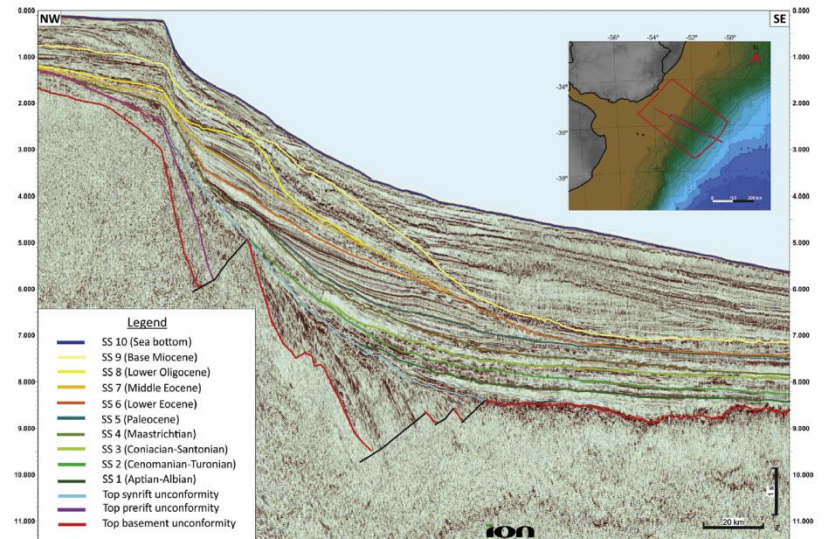 NW
SE
0.000
1.000
2.000
3.000
4.000
5.000
6.000
7.000
8.000
9.000
10.000
11.000
0.000
1.000
2.000
3.000
4.000
5.000
6.000
7.000
8.000
9.000
10.000
11.000
-56°
-54°
-52°
-50°
-34°
-36°
-38°
A
Legend
SS 10 (Sea bottom)
SS 9 (Base Miocene)
SS 8 (Lower Oligocene)
SS 7 (Middle Eocene)
SS 6 (Lower Eocene)
SS 5 (Paleocene)
SS 4 (Maastrichtian)
SS 3 (Coniacian-Santonian)
SS 2 (Cenomanian-Turonian)
SS 1 (Aptian-Albian)
Top synrift unconformity
Top prerift unconformity
Top basement unconformity
ion
1 s
20 km